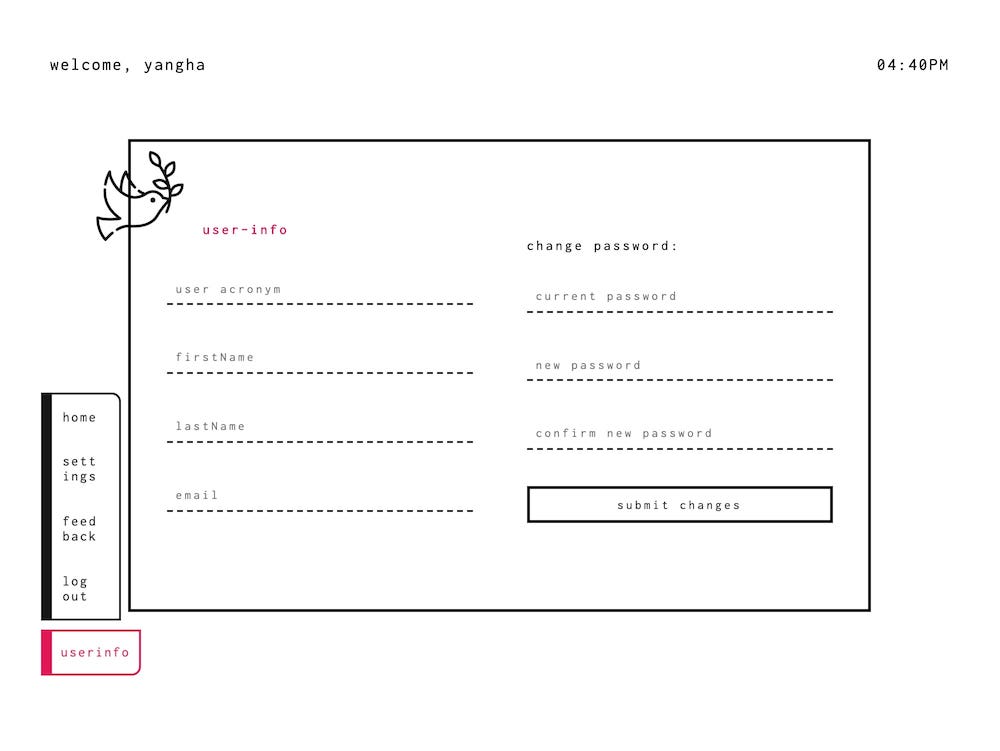 welcome, yangha
04:40PM
user-info
user acronym
firstName
lastName
email
change password:
current password
new password
confirm new password
submit changes
home
sett
ings
feed
back
log
out
userinfo